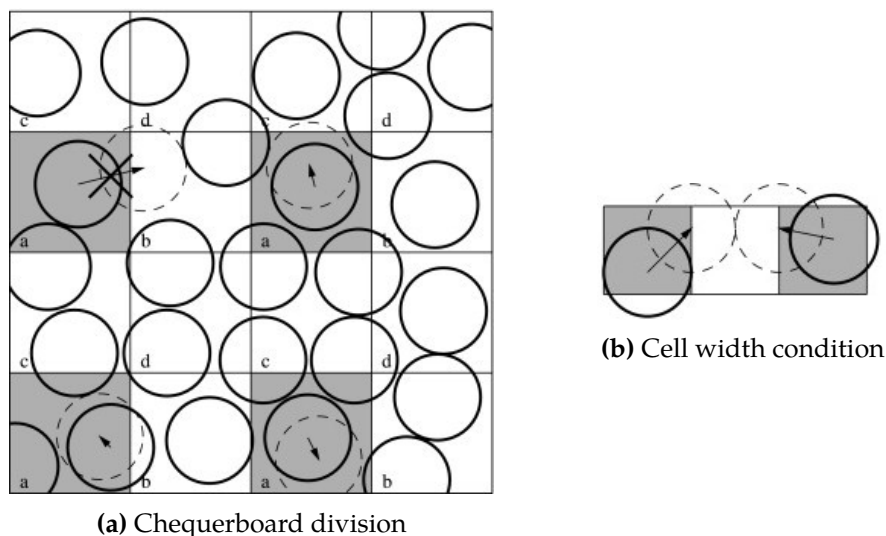 c d c d
a b a b
c d c d
a b a b
(a) Chequerboard division
(b) Cell width condition